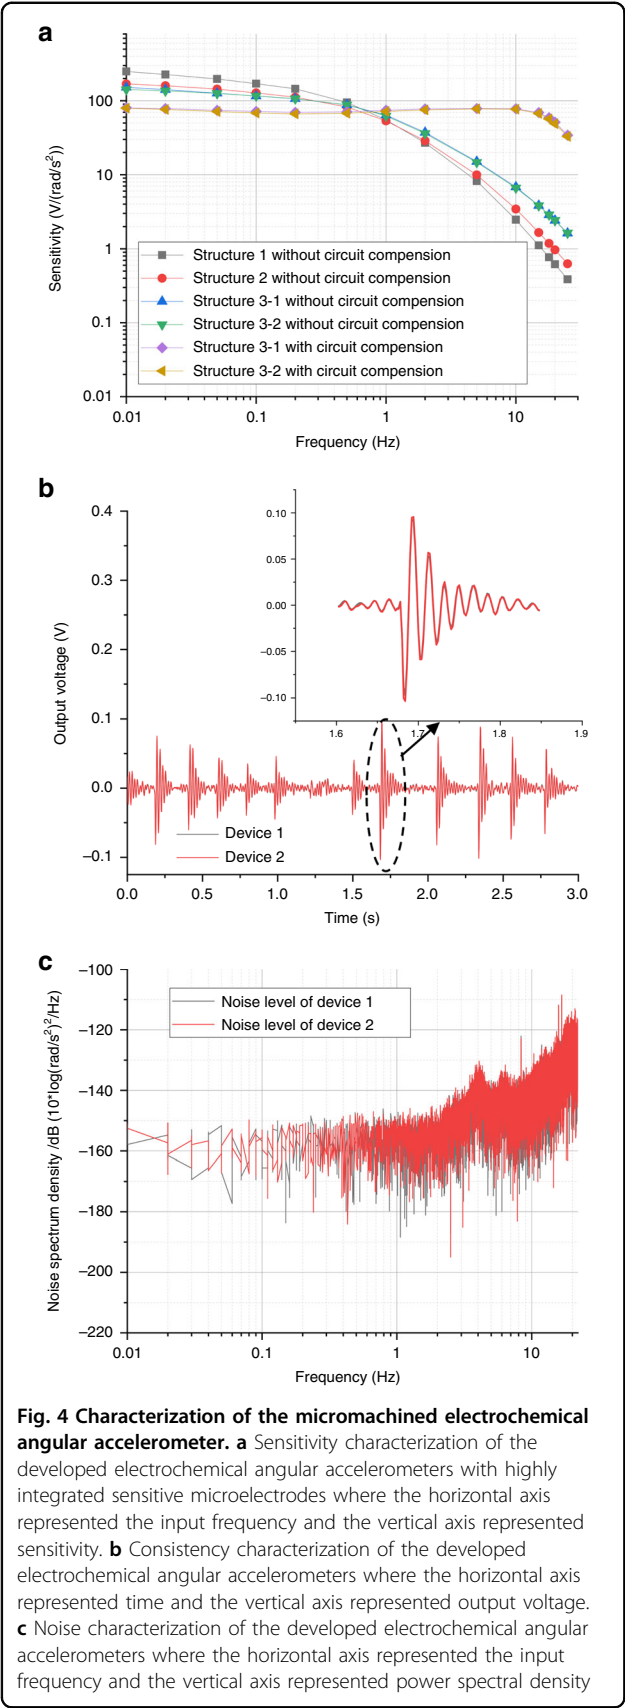 a
100
10
1
0.1
0.01
0.01
0.1
1
10
Sensitivity (V/(rad/s²))
Structure 1 without circuit compension
Structure 2 without circuit compension
Structure 3-1 without circuit compension
Structure 3-2 without circuit compension
Structure 3-1 with circuit compension
Structure 3-2 with circuit compension
Frequency (Hz)
b
0.4
0.3
0.2
0.1
0.0
−0.1
Output voltage (V)
0.10
0.05
0.00
−0.05
−0.10
1.6
1.7
1.8
1.9
Device 1
Device 2
0.0
0.5
1.0
1.5
2.0
2.5
3.0
Time (s)
c
−100
−120
−140
−160
−180
−200
−220
Noise spectrum density /dB (10*log(rad/s²)²/Hz)
Noise level of device 1
Noise level of device 2
0.01
0.1
1
10
Frequency (Hz)
Fig. 4 Characterization of the micromachined electrochemical
angular accelerometer. a Sensitivity characterization of the
developed electrochemical angular accelerometers with highly
integrated sensitive microelectrodes where the horizontal axis
represented the input frequency and the vertical axis represented
sensitivity. b Consistency characterization of the developed
electrochemical angular accelerometers where the horizontal axis
represented time and the vertical axis represented output voltage.
c Noise characterization of the developed electrochemical angular
accelerometers where the horizontal axis represented the input
frequency and the vertical axis represented power spectral density